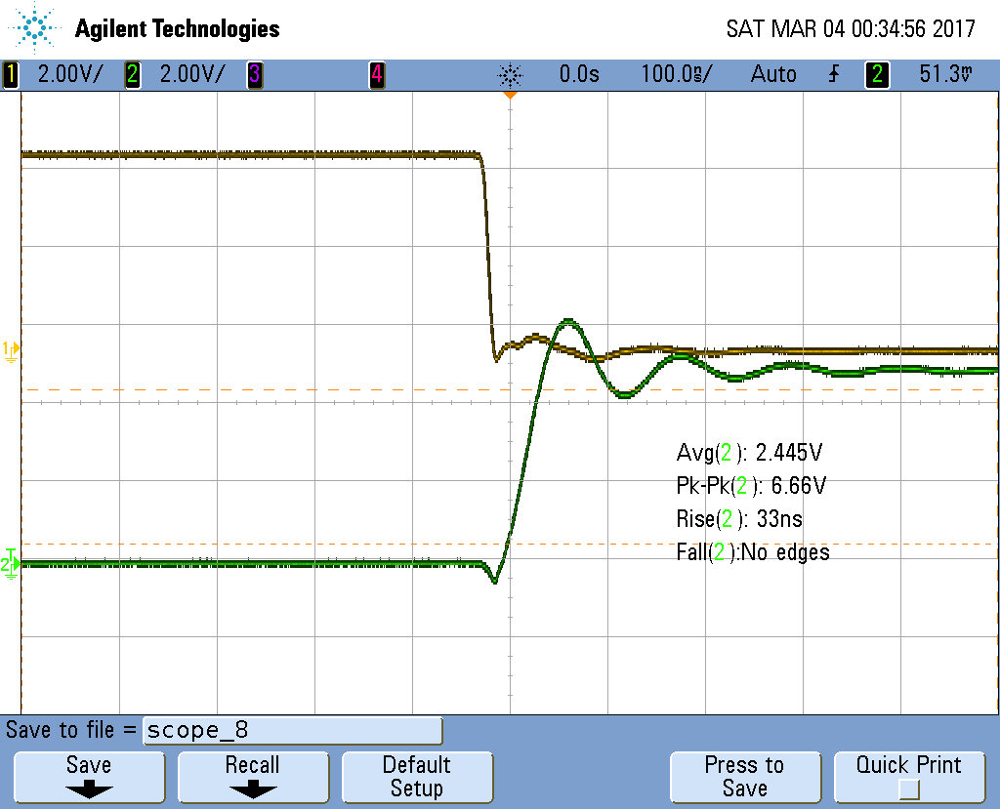 Agilent Technologies
SAT MAR 04 00:34:56 2017
1 2.00V/ 2 2.00V/ 3 4 0.0s 100.0ns/ Auto 2 51.3mV
1
T
2
Avg(2): 2.445V
Pk-Pk(2): 6.66V
Rise(2): 33ns
Fall(2):No edges
Save to file = scope_8
Save
Recall
Default
Setup
Press to
Save
Quick Print